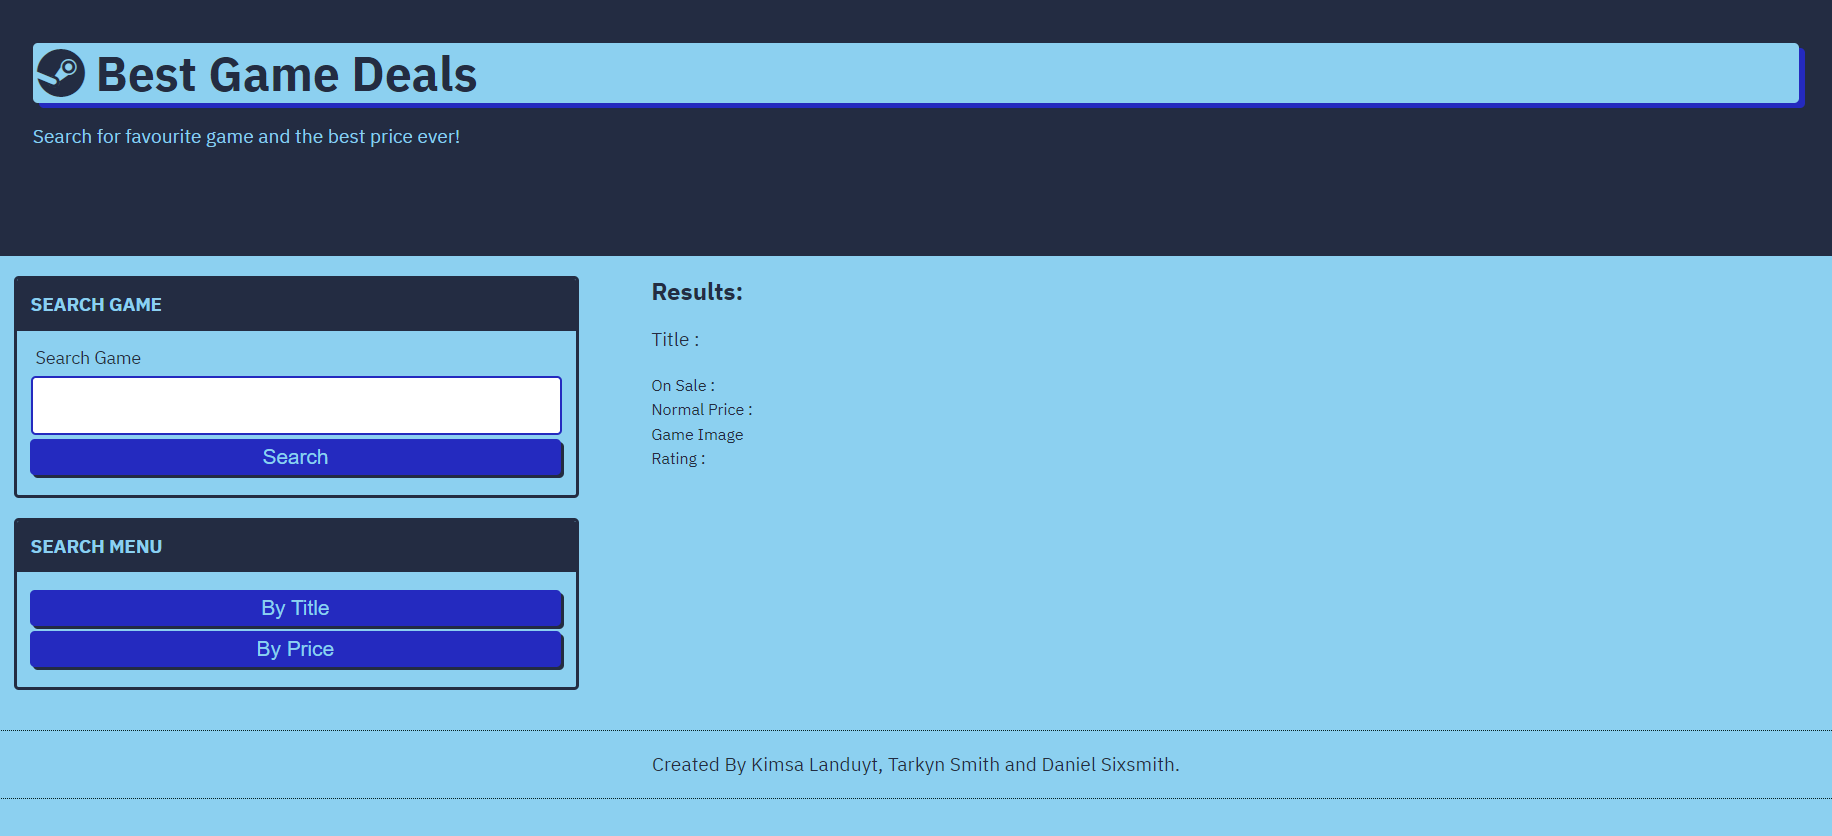 Best Game Deals
Search for favourite game and the best price ever!
SEARCH GAME
Search Game
Search
SEARCH MENU
By Title
By Price
Results:
Title :
On Sale :
Normal Price :
Game Image
Rating :
Created By Kimsa Landuyt, Tarkyn Smith and Daniel Sixsmith.